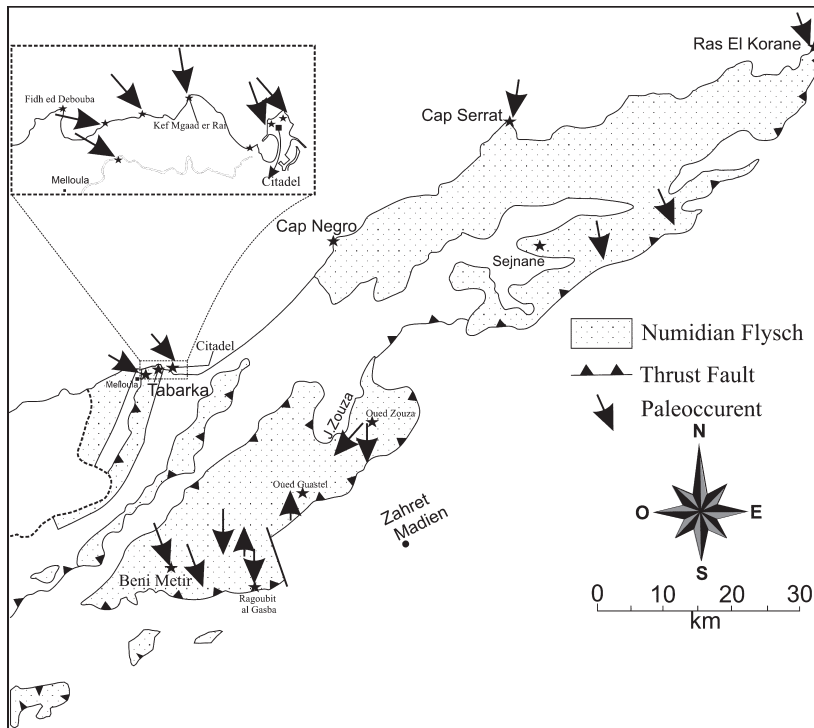 Ras El Korane
Fidh ed Debouba
Kef Mgaad er Rai
Cap Serrat
Melloula
Citadel
Cap Negro
Sejnane
Numidian Flysch
Citadel
Thrust Fault
Melloula
Tabarka
Paleoccurent
J.Zouza
Oued Zouza
N
Oued Guastel
Zahret
Madien
O
E
S
Beni Metir
Ragoubit
al Gasba
0 10 20 30
km